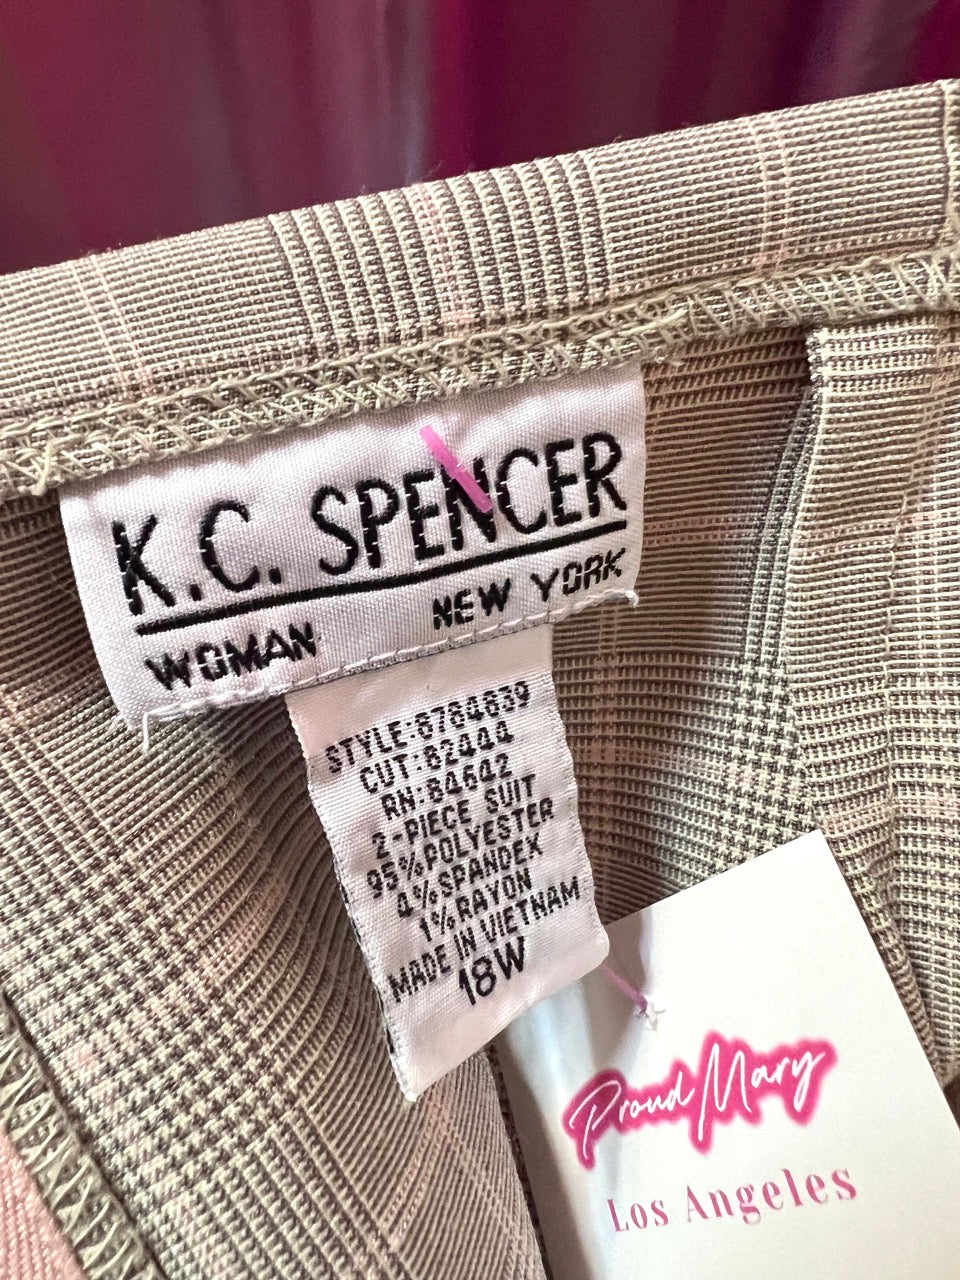 K.C. SPENCER
WOMAN NEW YORK
STYLE:8784839
CUT:82444
RN:84642
2-PIECE SUIT
95%POLYESTER
4%SPANDEX
1%RAYON
MADE IN VIETNAM
18W
Proud Mary
Los Angeles